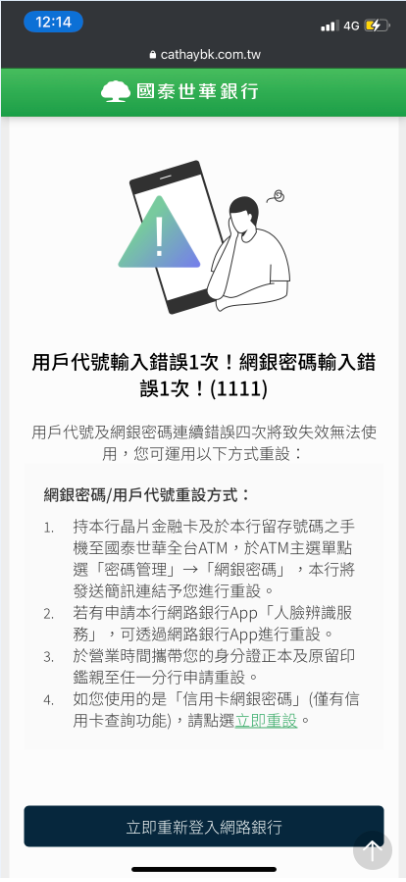 12:14
4G
cathaybk.com.tw
國泰世華銀行
用戶代號輸入錯誤1次！網銀密碼輸入錯
誤1次！(1111)
用戶代號及網銀密碼連續錯誤四次將致失效無法使
用，您可運用以下方式重設：
網銀密碼/用戶代號重設方式：
1. 持本行晶片金融卡及於本行留存號碼之手
機至國泰世華全台ATM，於ATM主選單點
選「密碼管理」→「網銀密碼」，本行將
發送簡訊連結予您進行重設。
2. 若有申請本行網路銀行App「人臉辨識服
務」，可透過網路銀行App進行重設。
3. 於營業時間攜帶您的身分證正本及原留印
鑑親至任一分行申請重設。
4. 如您使用的是「信用卡網銀密碼」(僅有信
用卡查詢功能)，請點選立即重設。
立即重新登入網路銀行